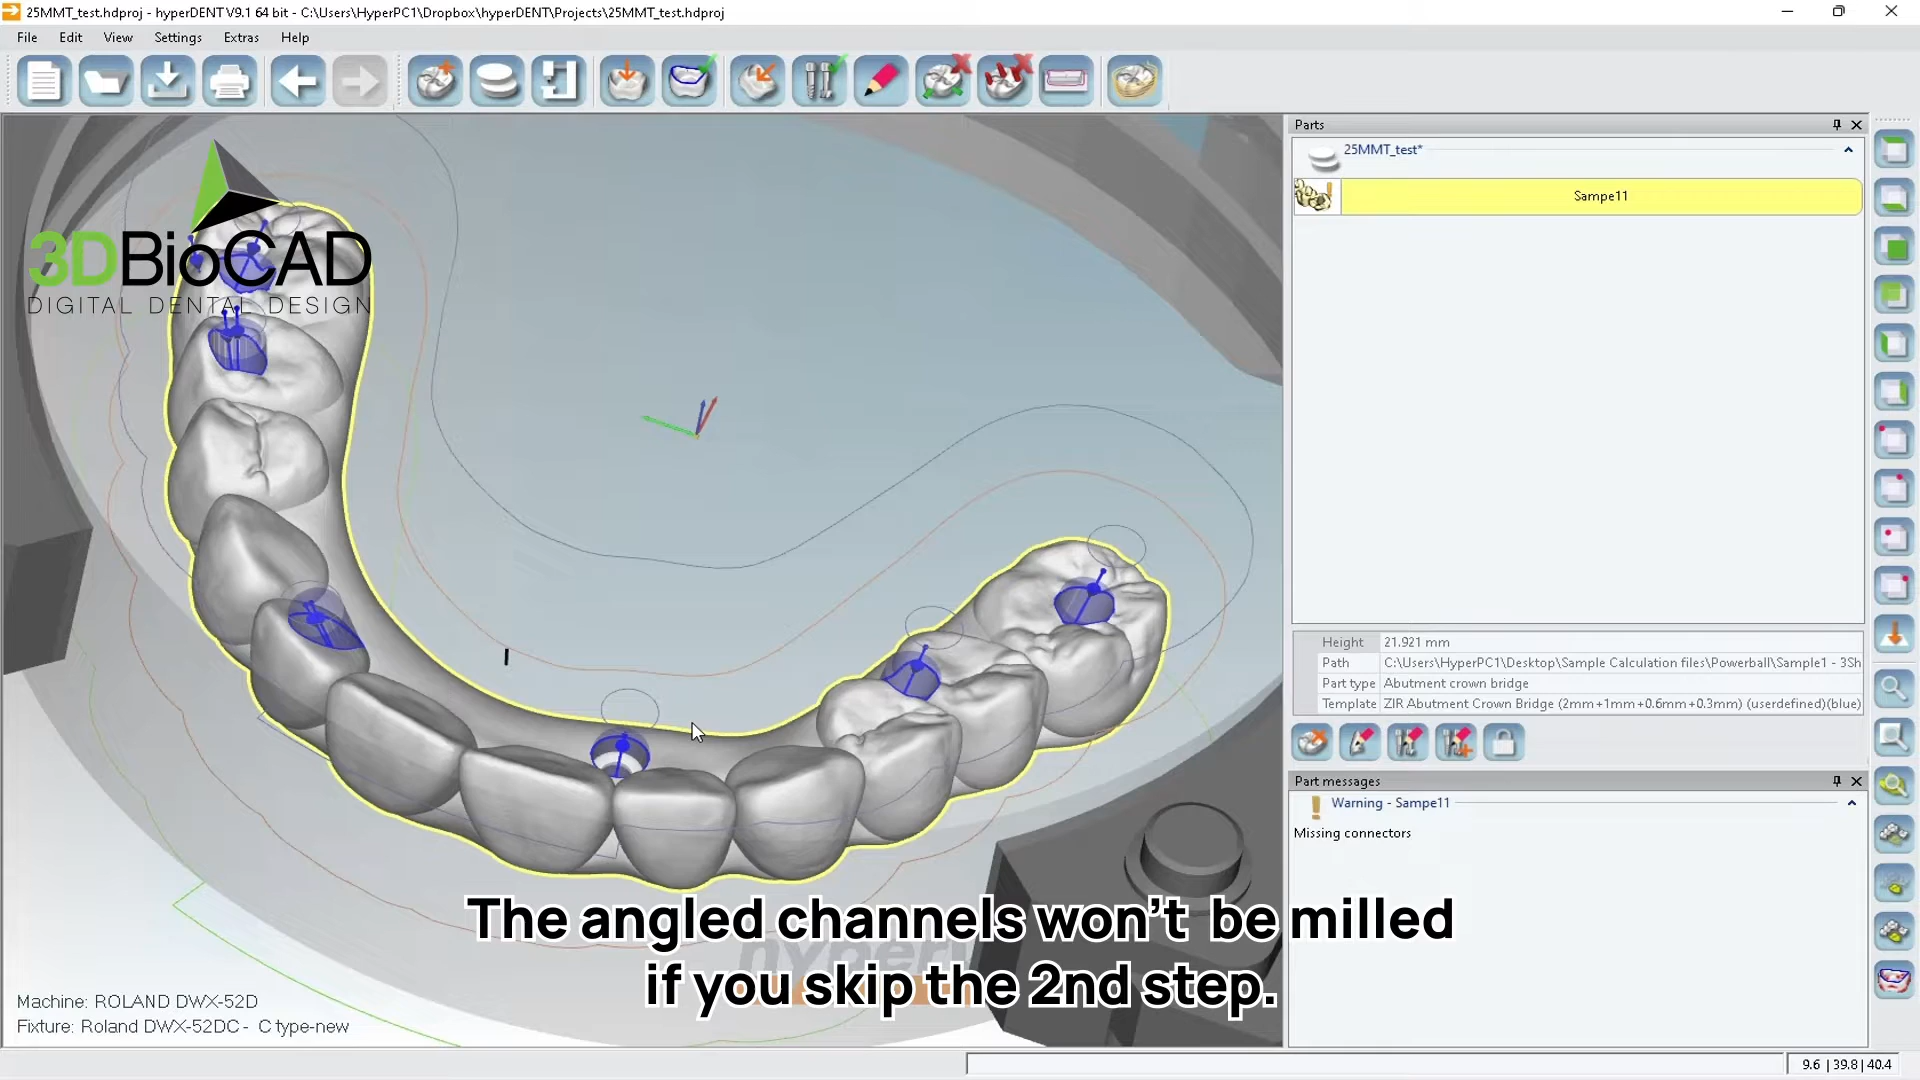 25MMT_test.hdproj - hyperDENT V9.1 64 bit - C:\Users\HyperPC1\Dropbox\hyperDENT\Projects\25MMT_test.hdproj
File Edit View Settings Extras Help
Parts
25MMT_test*
Sampe11
3DBioCAD
DIGITAL DENTAL DESIGN
Height 21.921 mm
Path C:\Users\HyperPC1\Desktop\Sample Calculation files\Powerball\Sample1 - 3Sh
Part type Abutment crown bridge
Template ZIR Abutment Crown Bridge (2mm+1mm+0.6mm+0.3mm) (userdefined)(blue)
Part messages
Warning - Sampe11
Missing connectors
The angled channels won't be milled
if you skip the 2nd step.
hyper
Machine: ROLAND DWX-52D
Fixture: Roland DWX-52DC - C type-new
9.6 | 39.8 | 40.4